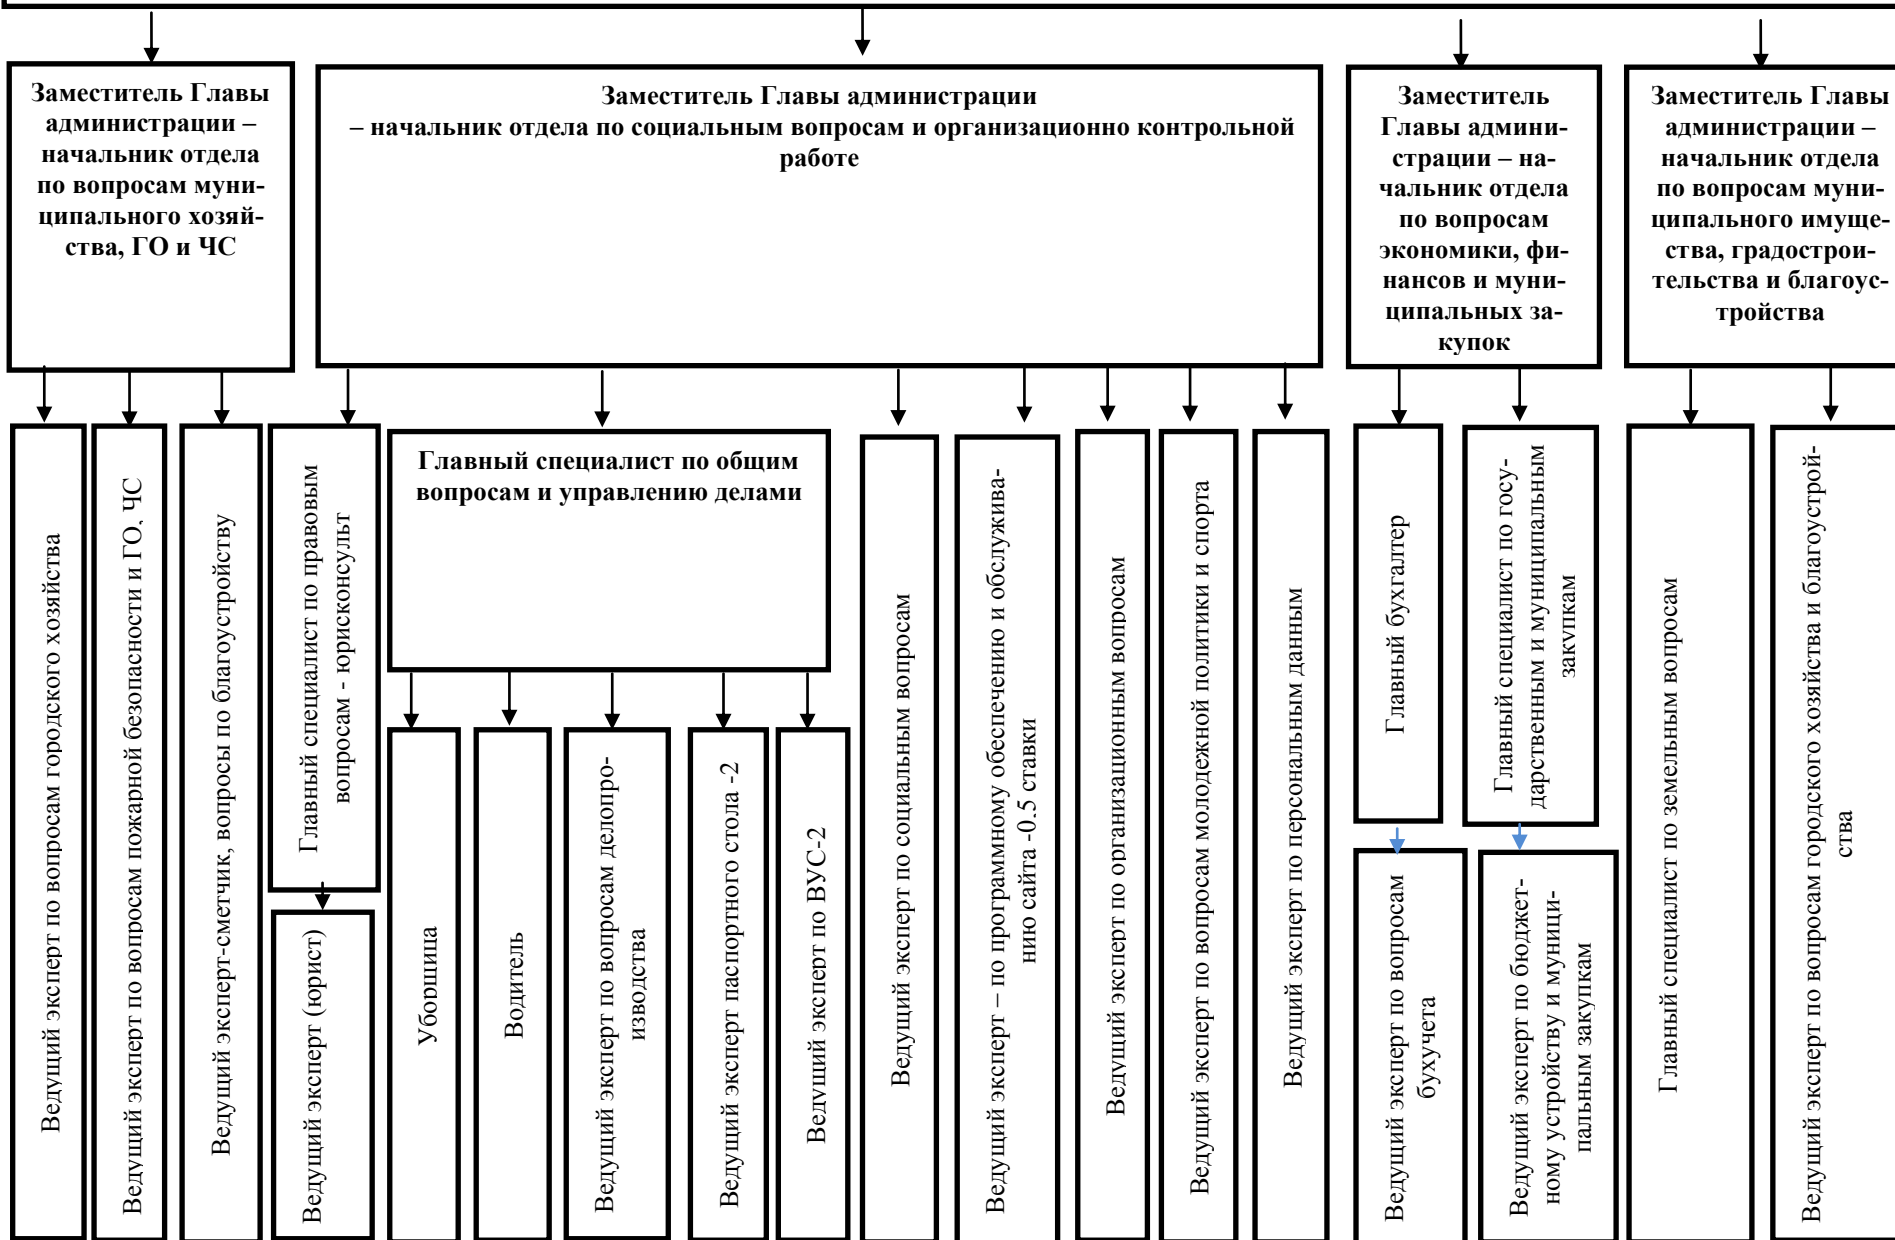 Заместитель Главы
администрации –
начальник отдела
по вопросам муни-
ципального хозяй-
ства, ГО и ЧС
Заместитель Главы администрации
– начальник отдела по социальным вопросам и организационно контрольной
работе
Заместитель
Главы админи-
страции – на-
чальник отдела
по вопросам
экономики, фи-
нансов и муни-
ципальных за-
купок
Заместитель Главы
администрации –
начальник отдела
по вопросам муни-
ципального имуще-
ства, градострои-
тельства и благоус-
тройства
Ведущий эксперт по вопросам городского хозяйства
Ведущий эксперт по вопросам пожарной безопасности и ГО, ЧС
Ведущий эксперт-сметчик, вопросы по благоустройству
Главный специалист по правовым
вопросам - юрисконсульт
Ведущий эксперт (юрист)
Главный специалист по общим
вопросам и управлению делами
Уборщица
Водитель
Ведущий эксперт по вопросам делопро-
изводства
Ведущий эксперт паспортного стола -2
Ведущий эксперт по ВУС-2
Ведущий эксперт по социальным вопросам
Ведущий эксперт – по программному обеспечению и обслужива-
нию сайта -0.5 ставки
Ведущий эксперт по организационным вопросам
Ведущий эксперт по вопросам молодежной политики и спорта
Ведущий эксперт по персональным данным
Главный бухгалтер
Ведущий эксперт по вопросам
бухучета
Главный специалист по госу-
дарственным и муниципальным
закупкам
Ведущий эксперт по бюджет-
ному устройству и муници-
пальным закупкам
Главный специалист по земельным вопросам
Ведущий эксперт по вопросам городского хозяйства и благоустрой-
ства